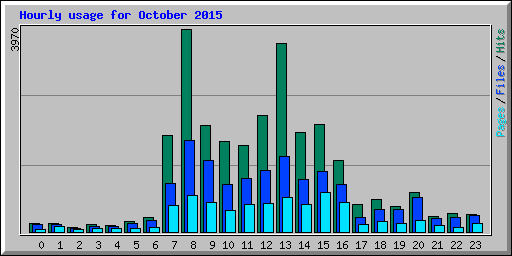 Hourly usage for October 2015
3970
Pages / Files / Hits
0 1 2 3 4 5 6 7 8 9 10 11 12 13 14 15 16 17 18 19 20 21 22 23